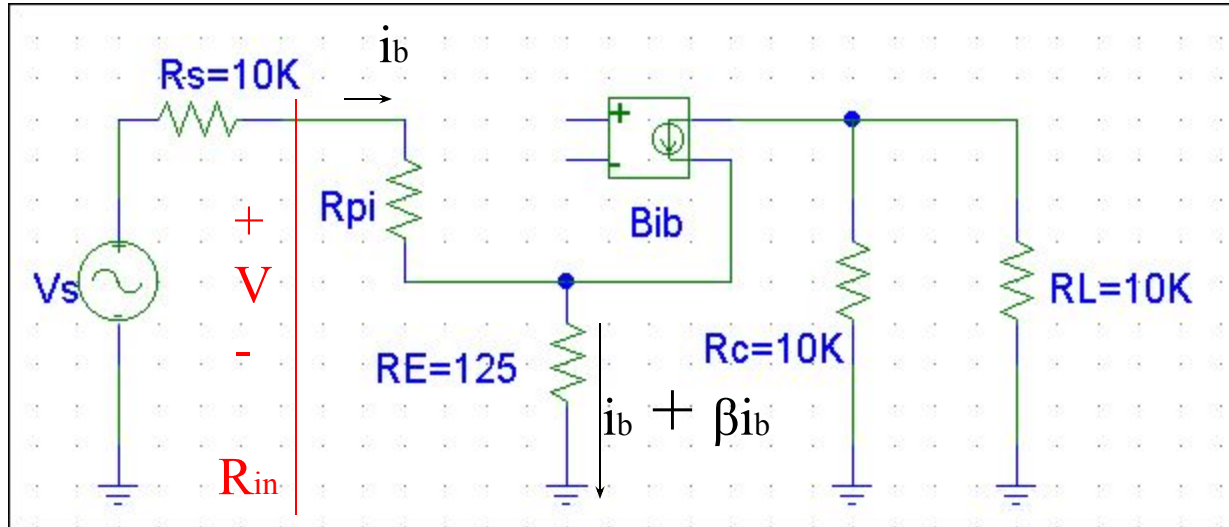 ib
Rs=10K
+
-
Rpi
Bib
+
V
-
Vs
RL=10K
Rc=10K
RE=125
ib + βib
Rin